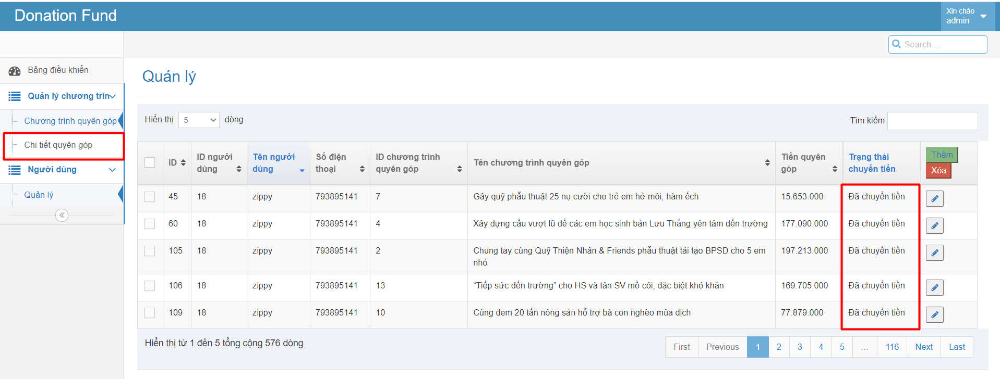 Donation Fund
Xin chào
admin
Search ...
Bảng điều khiển
Quản lý chương trìn
Chương trình quyên góp
Chi tiết quyên góp
Người dùng
Quản lý
Quản lý
Hiển thị 5 dòng
Tìm kiếm
ID
ID người dùng
Tên người dùng
Số điện thoại
ID chương trình quyên góp
Tên chương trình quyên góp
Tiền quyên góp
Trạng thái chuyển tiền
Thêm
Xóa
45 18 zippy 793895141 7 Gây quỹ phẫu thuật 25 nụ cười cho trẻ em hở môi, hàm ếch 15.653.000 Đã chuyển tiền
60 18 zippy 793895141 4 Xây dựng cầu vượt lũ để các em học sinh bản Lưu Thắng yên tâm đến trường 177.090.000 Đã chuyển tiền
105 18 zippy 793895141 2 Chung tay cùng Quỹ Thiện Nhân & Friends phẫu thuật tái tạo BPSD cho 5 em nhỏ 197.213.000 Đã chuyển tiền
106 18 zippy 793895141 13 “Tiếp sức đến trường” cho HS và tân SV mồ côi, đặc biệt khó khăn 169.705.000 Đã chuyển tiền
109 18 zippy 793895141 10 Cùng đem 20 tấn nông sản hỗ trợ bà con nghèo mùa dịch 77.879.000 Đã chuyển tiền
Hiển thị từ 1 đến 5 tổng cộng 576 dòng
First Previous 1 2 3 4 5 ... 116 Next Last